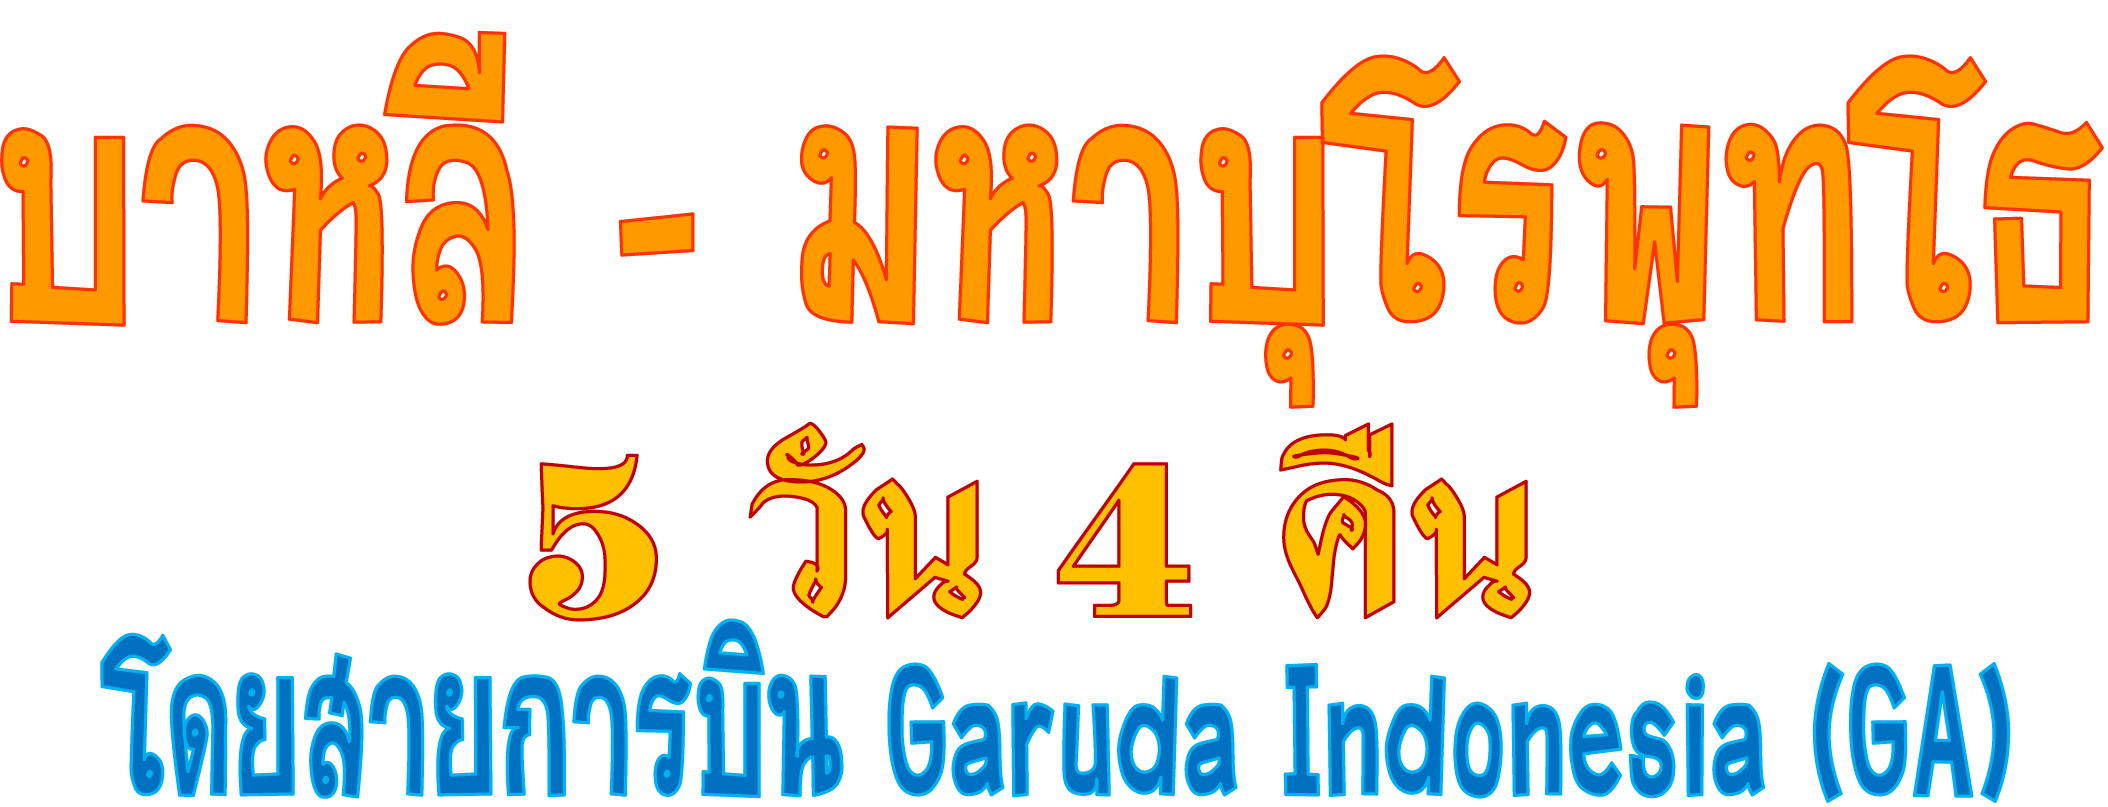 บาหลี - มหาบุโรพุทโธ
5 วัน 4 คืน
โดยสายการบิน Garuda Indonesia (GA)